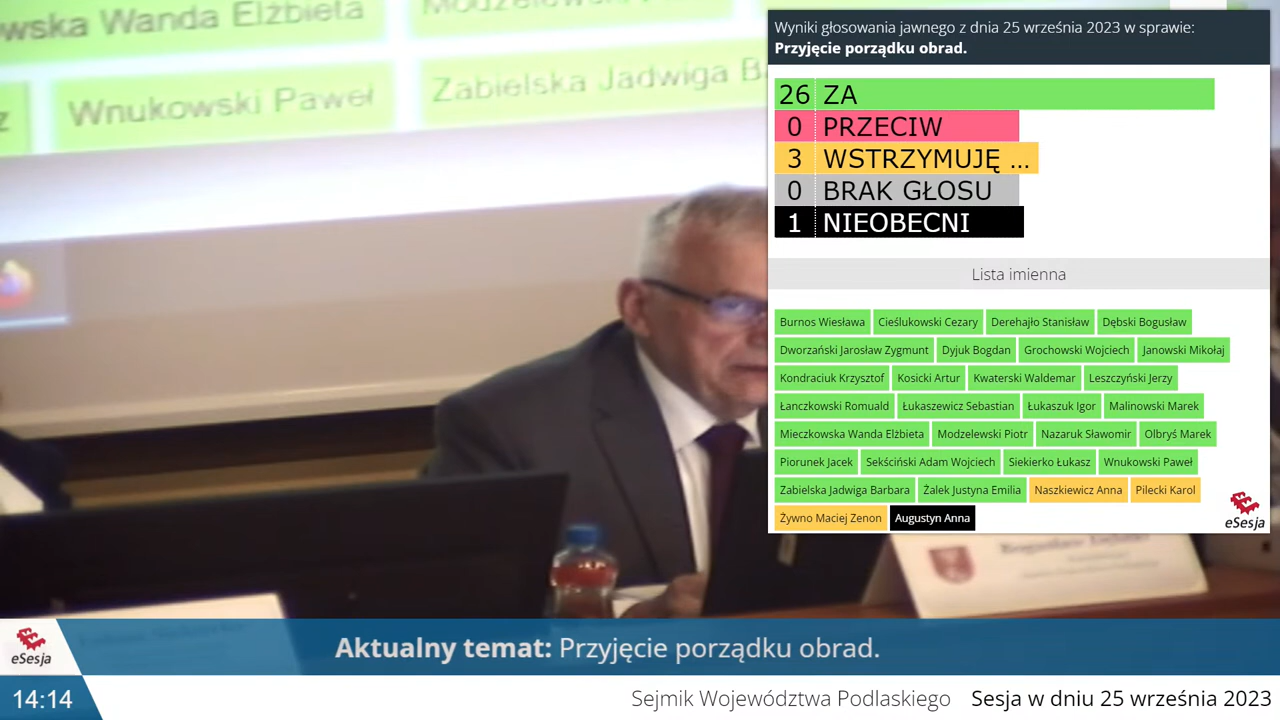 wska Wanda Elżbieta
Wnukowski Paweł
Zabielska Jadwiga
Wyniki głosowania jawnego z dnia 25 września 2023 w sprawie:
Przyjęcie porządku obrad.
26 ZA
0 PRZECIW
3 WSTRZYMUJĘ ...
0 BRAK GŁOSU
1 NIEOBECNI
Lista imienna
Burnos Wiesława Cieślukowski Cezary Derehajło Stanisław Dębski Bogusław
Dworzański Jarosław Zygmunt Dyjuk Bogdan Grochowski Wojciech Janowski Mikołaj
Kondraciuk Krzysztof Kosicki Artur Kwaterski Waldemar Leszczyński Jerzy
Łanczkowski Romuald Łukaszewicz Sebastian Łukaszuk Igor Malinowski Marek
Mieczkowska Wanda Elżbieta Modzelewski Piotr Nazaruk Sławomir Olbryś Marek
Piorunek Jacek Sekściński Adam Wojciech Siekierko Łukasz Wnukowski Paweł
Zabielska Jadwiga Barbara Żalek Justyna Emilia Naszkiewicz Anna Pilecki Karol
Żywno Maciej Zenon Augustyn Anna
eSesja
eSesja
Aktualny temat: Przyjęcie porządku obrad.
14:14
Sejmik Województwa Podlaskiego Sesja w dniu 25 września 2023